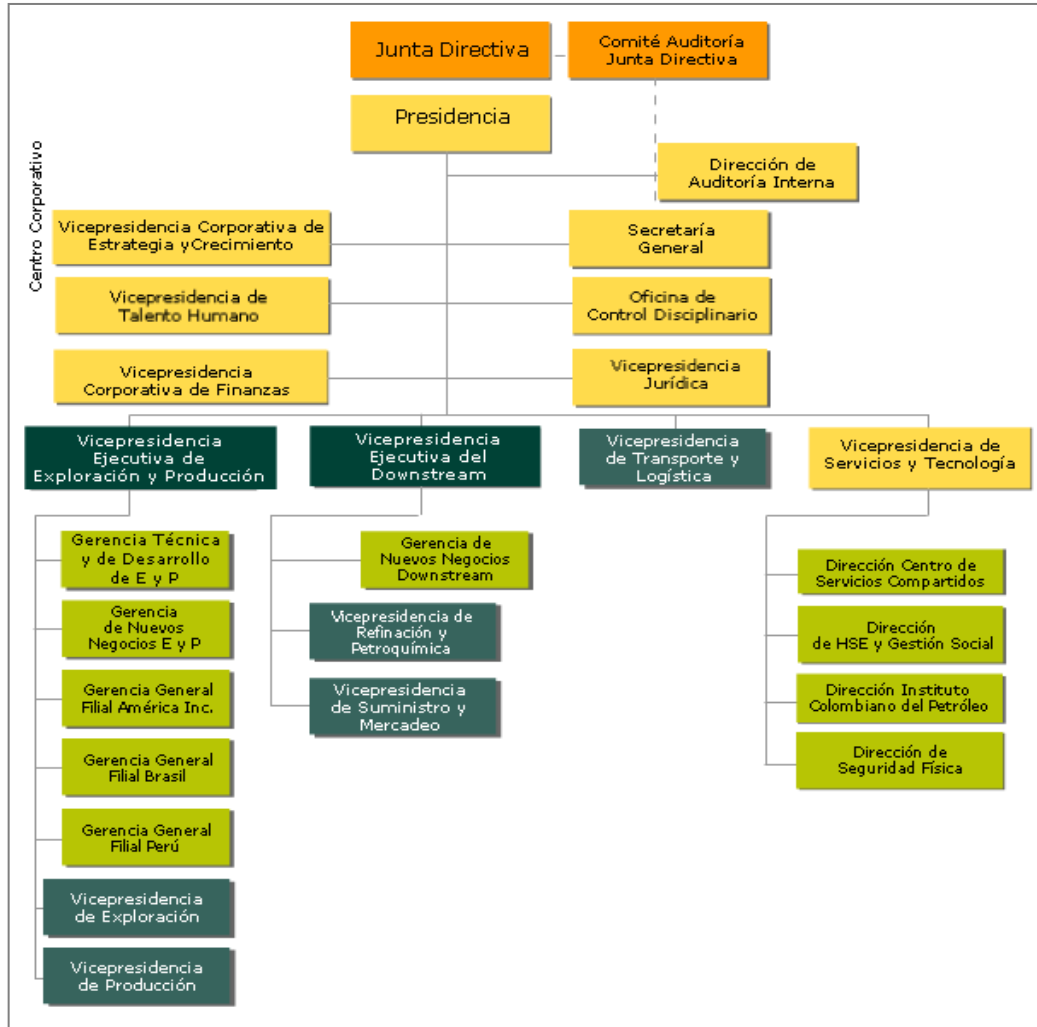 Junta Directiva
Comité Auditoría
Junta Directiva
Presidencia
Centro Corporativo
Dirección de
Auditoría Interna
Vicepresidencia Corporativa de
Estrategia yCrecimiento
Secretaría
General
Vicepresidencia de
Talento Humano
Oficina de
Control Disciplinario
Vicepresidencia
Corporativa de Finanzas
Vicepresidencia
Jurídica
Vicepresidencia
Ejecutiva de
Exploración y Producción
Vicepresidencia
Ejecutiva del
Downstream
Vicepresidencia
de Transporte y
Logística
Vicepresidencia de
Servicios y Tecnología
Gerencia Técnica
y de Desarrollo
de E y P
Gerencia
de Nuevos
Negocios E y P
Gerencia General
Filial América Inc.
Gerencia General
Filial Brasil
Gerencia General
Filial Perú
Vicepresidencia
de Exploración
Vicepresidencia
de Producción
Gerencia de
Nuevos Negocios
Downstream
Vicepresidencia de
Refinación y
Petroquímica
Vicepresidencia
de Suministro y
Mercadeo
Dirección Centro de
Servicios Compartidos
Dirección
de HSE y Gestión Social
Dirección Instituto
Colombiano del Petróleo
Dirección de
Seguridad Física